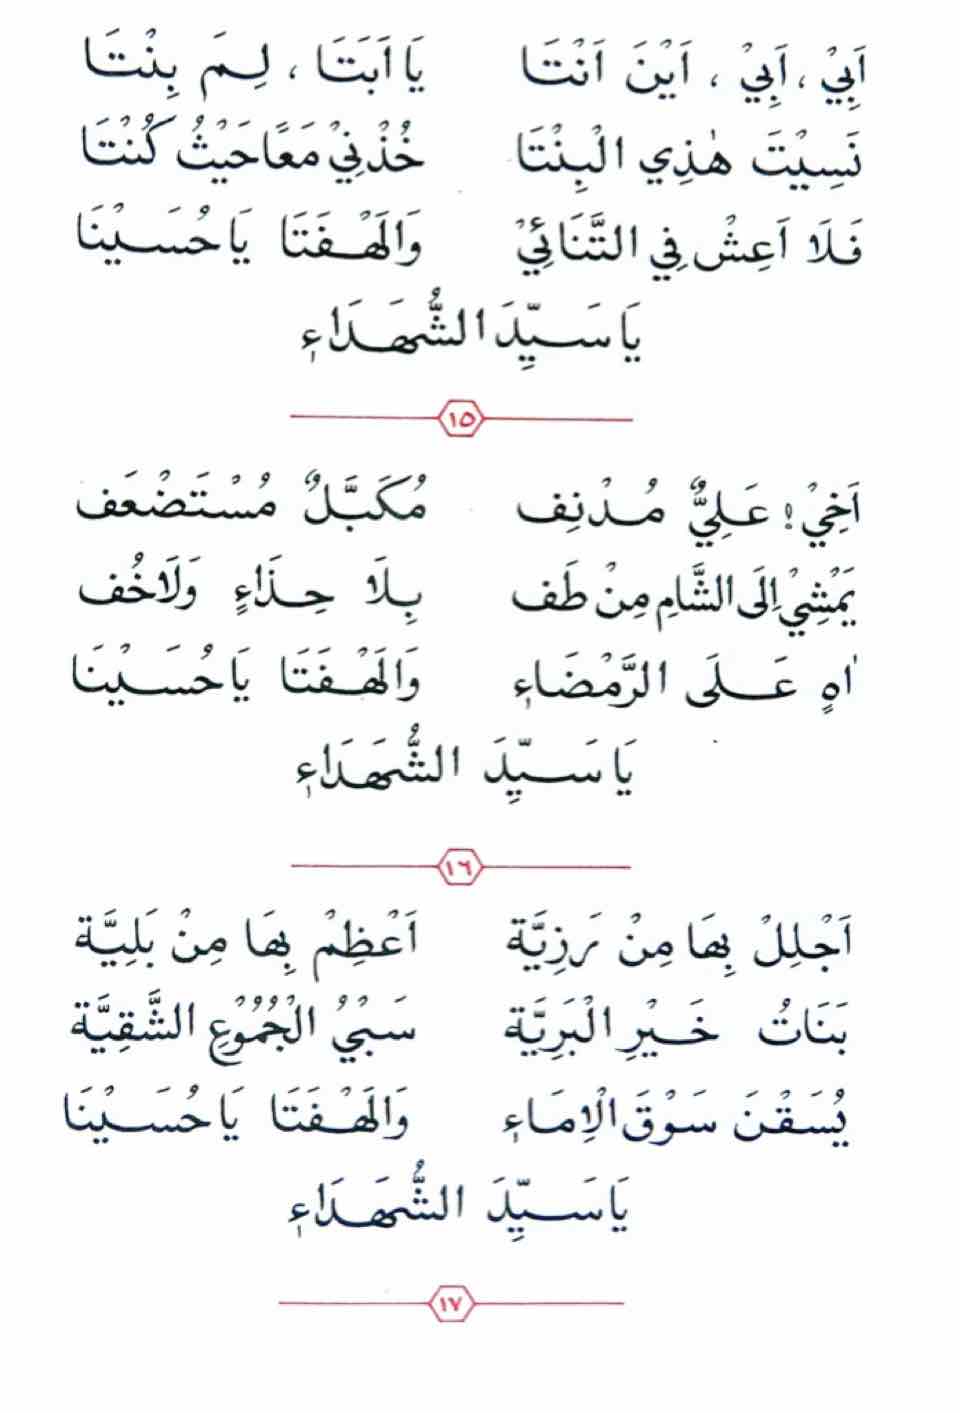 اَبِيْ، اَبِيْ، اَيْنَ اَنْتَا يَا اَبَتَا، لِمَ بِنْتَا
نَسِيْتَ هٰذِي الْبِنْتَا خُذْنِيْ مَعًا حَيْثُ كُنْتَا
فَلَا اَعِشْ فِي التَّنَائِيْ وَالَهْفَتَا يَا حُسَيْنَا
يَا سَيِّدَ الشُّهَدَاءِ
١٥
اَخِيْ! عَلِيٌّ مُدْنِف مُكَبَّلٌ مُسْتَضْعَف
يَمْشِيْ اِلَى الشَّامِ مِنْ طَف بِلَا حِذَاءٍ وَلَا خُف
اٰهٍ عَلَى الرَّمْضَاءِ وَالَهْفَتَا يَا حُسَيْنَا
يَا سَيِّدَ الشُّهَدَاءِ
١٦
اَجْلِلْ بِهَا مِنْ رَزِيَّة اَعْظِمْ بِهَا مِنْ بَلِيَّة
بَنَاتُ خَيْرِ الْبَرِيَّة سَبْيُ الْجُمُوْعِ الشَّقِيَّة
يُسَقْنَ سَوْقَ الْاِمَاءِ وَالَهْفَتَا يَا حُسَيْنَا
يَا سَيِّدَ الشُّهَدَاءِ
١٧